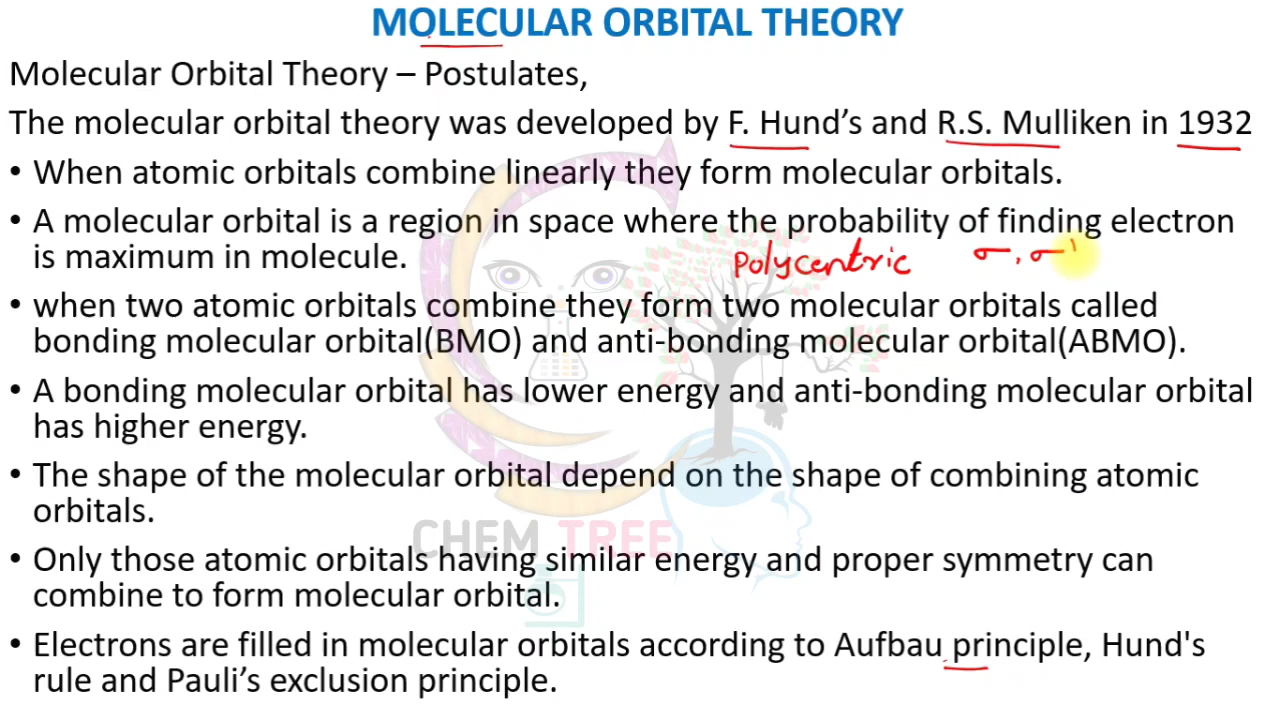 MOLECULAR ORBITAL THEORY
Molecular Orbital Theory – Postulates,
The molecular orbital theory was developed by F. Hund’s and R.S. Mulliken in 1932
• When atomic orbitals combine linearly they form molecular orbitals.
• A molecular orbital is a region in space where the probability of finding electron
is maximum in molecule.
Polycentric σ, σ'
• when two atomic orbitals combine they form two molecular orbitals called
bonding molecular orbital(BMO) and anti-bonding molecular orbital(ABMO).
• A bonding molecular orbital has lower energy and anti-bonding molecular orbital
has higher energy.
• The shape of the molecular orbital depend on the shape of combining atomic
orbitals.
CHEM TREE
• Only those atomic orbitals having similar energy and proper symmetry can
combine to form molecular orbital.
• Electrons are filled in molecular orbitals according to Aufbau principle, Hund's
rule and Pauli’s exclusion principle.